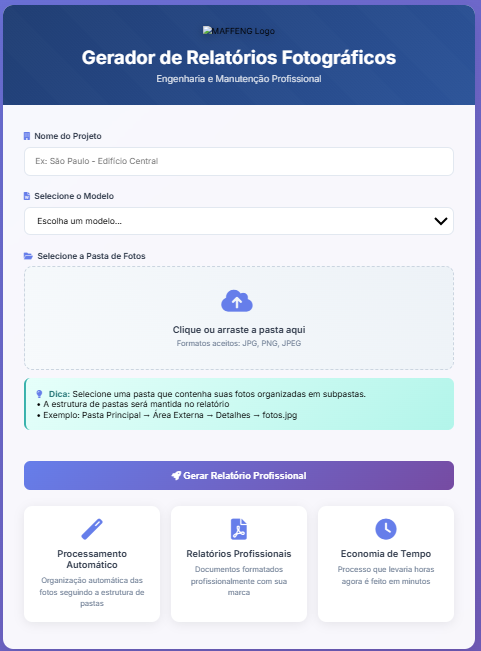 MAFFENG Logo
Gerador de Relatórios Fotográficos
Engenharia e Manutenção Profissional
Nome do Projeto
Ex: São Paulo - Edifício Central
Selecione o Modelo
Escolha um modelo...
Selecione a Pasta de Fotos
Clique ou arraste a pasta aqui
Formatos aceitos: JPG, PNG, JPEG
Dica: Selecione uma pasta que contenha suas fotos organizadas em subpastas.
• A estrutura de pastas será mantida no relatório
• Exemplo: Pasta Principal → Área Externa → Detalhes → fotos.jpg
Gerar Relatório Profissional
Processamento
Automático
Organização automática das
fotos seguindo a estrutura de
pastas
Relatórios Profissionais
Documentos formatados
profissionalmente com sua
marca
Economia de Tempo
Processo que levaria horas
agora é feito em minutos